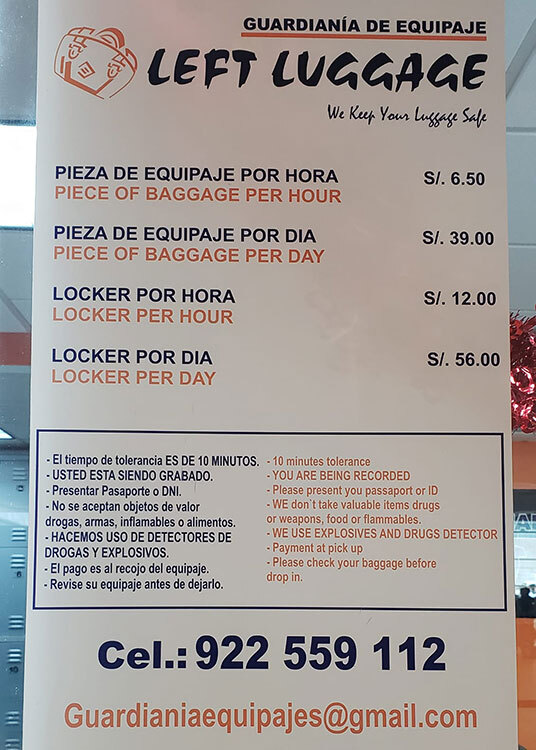 GUARDIANÍA DE EQUIPAJE
LEFT LUGGAGE
We Keep Your Luggage Safe
PIEZA DE EQUIPAJE POR HORA S/. 6.50
PIECE OF BAGGAGE PER HOUR
PIEZA DE EQUIPAJE POR DIA S/. 39.00
PIECE OF BAGGAGE PER DAY
LOCKER POR HORA S/. 12.00
LOCKER PER HOUR
LOCKER POR DIA S/. 56.00
LOCKER PER DAY
- El tiempo de tolerancia ES DE 10 MINUTOS.
- USTED ESTA SIENDO GRABADO.
- Presentar Pasaporte o DNI.
- No se aceptan objetos de valor
drogas, armas, inflamables o alimentos.
- HACEMOS USO DE DETECTORES DE
DROGAS Y EXPLOSIVOS.
- El pago es al recojo del equipaje.
- Revise su equipaje antes de dejarlo.
- 10 minutes tolerance
- YOU ARE BEING RECORDED
- Please present you passaport or ID
- WE don`t take valuable items drugs
or weapons, food or flammables.
- WE USE EXPLOSIVES AND DRUGS DETECTOR
- Payment at pick up
- Please check your baggage before
drop in.
Cel.: 922 559 112
Guardianiaequipajes@gmail.com